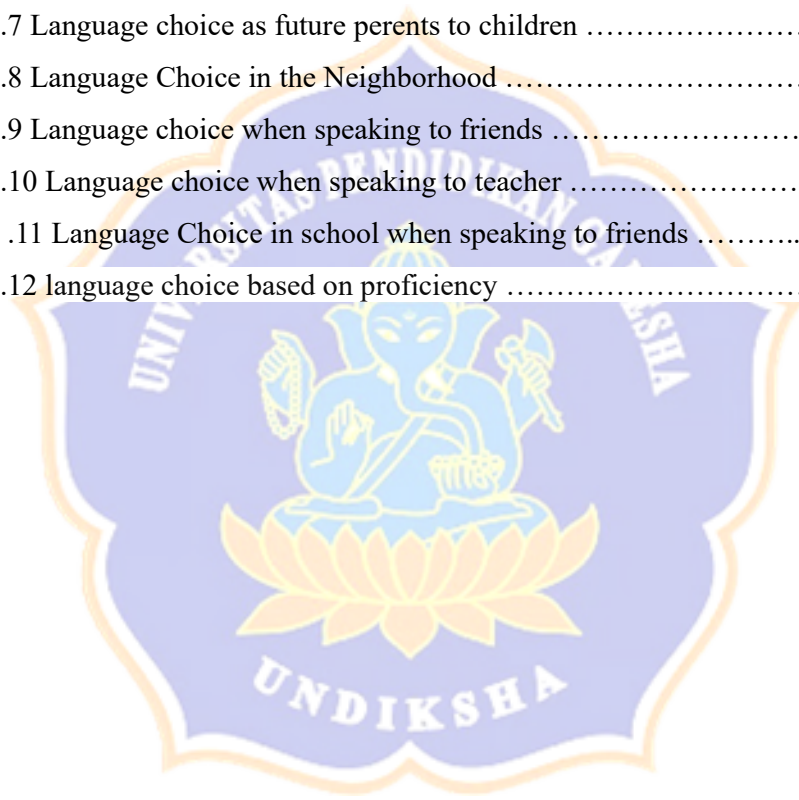 .7 Language choice as future perents to children ……………………
.8 Language Choice in the Neighborhood ……………………………
.9 Language choice when speaking to friends ………………………
.10 Language choice when speaking to teacher ……………………
.11 Language Choice in school when speaking to friends ………..
.12 language choice based on proficiency ……………………………
UNIVERSITAS PENDIDIKAN GANESHA
UNDIKSHA